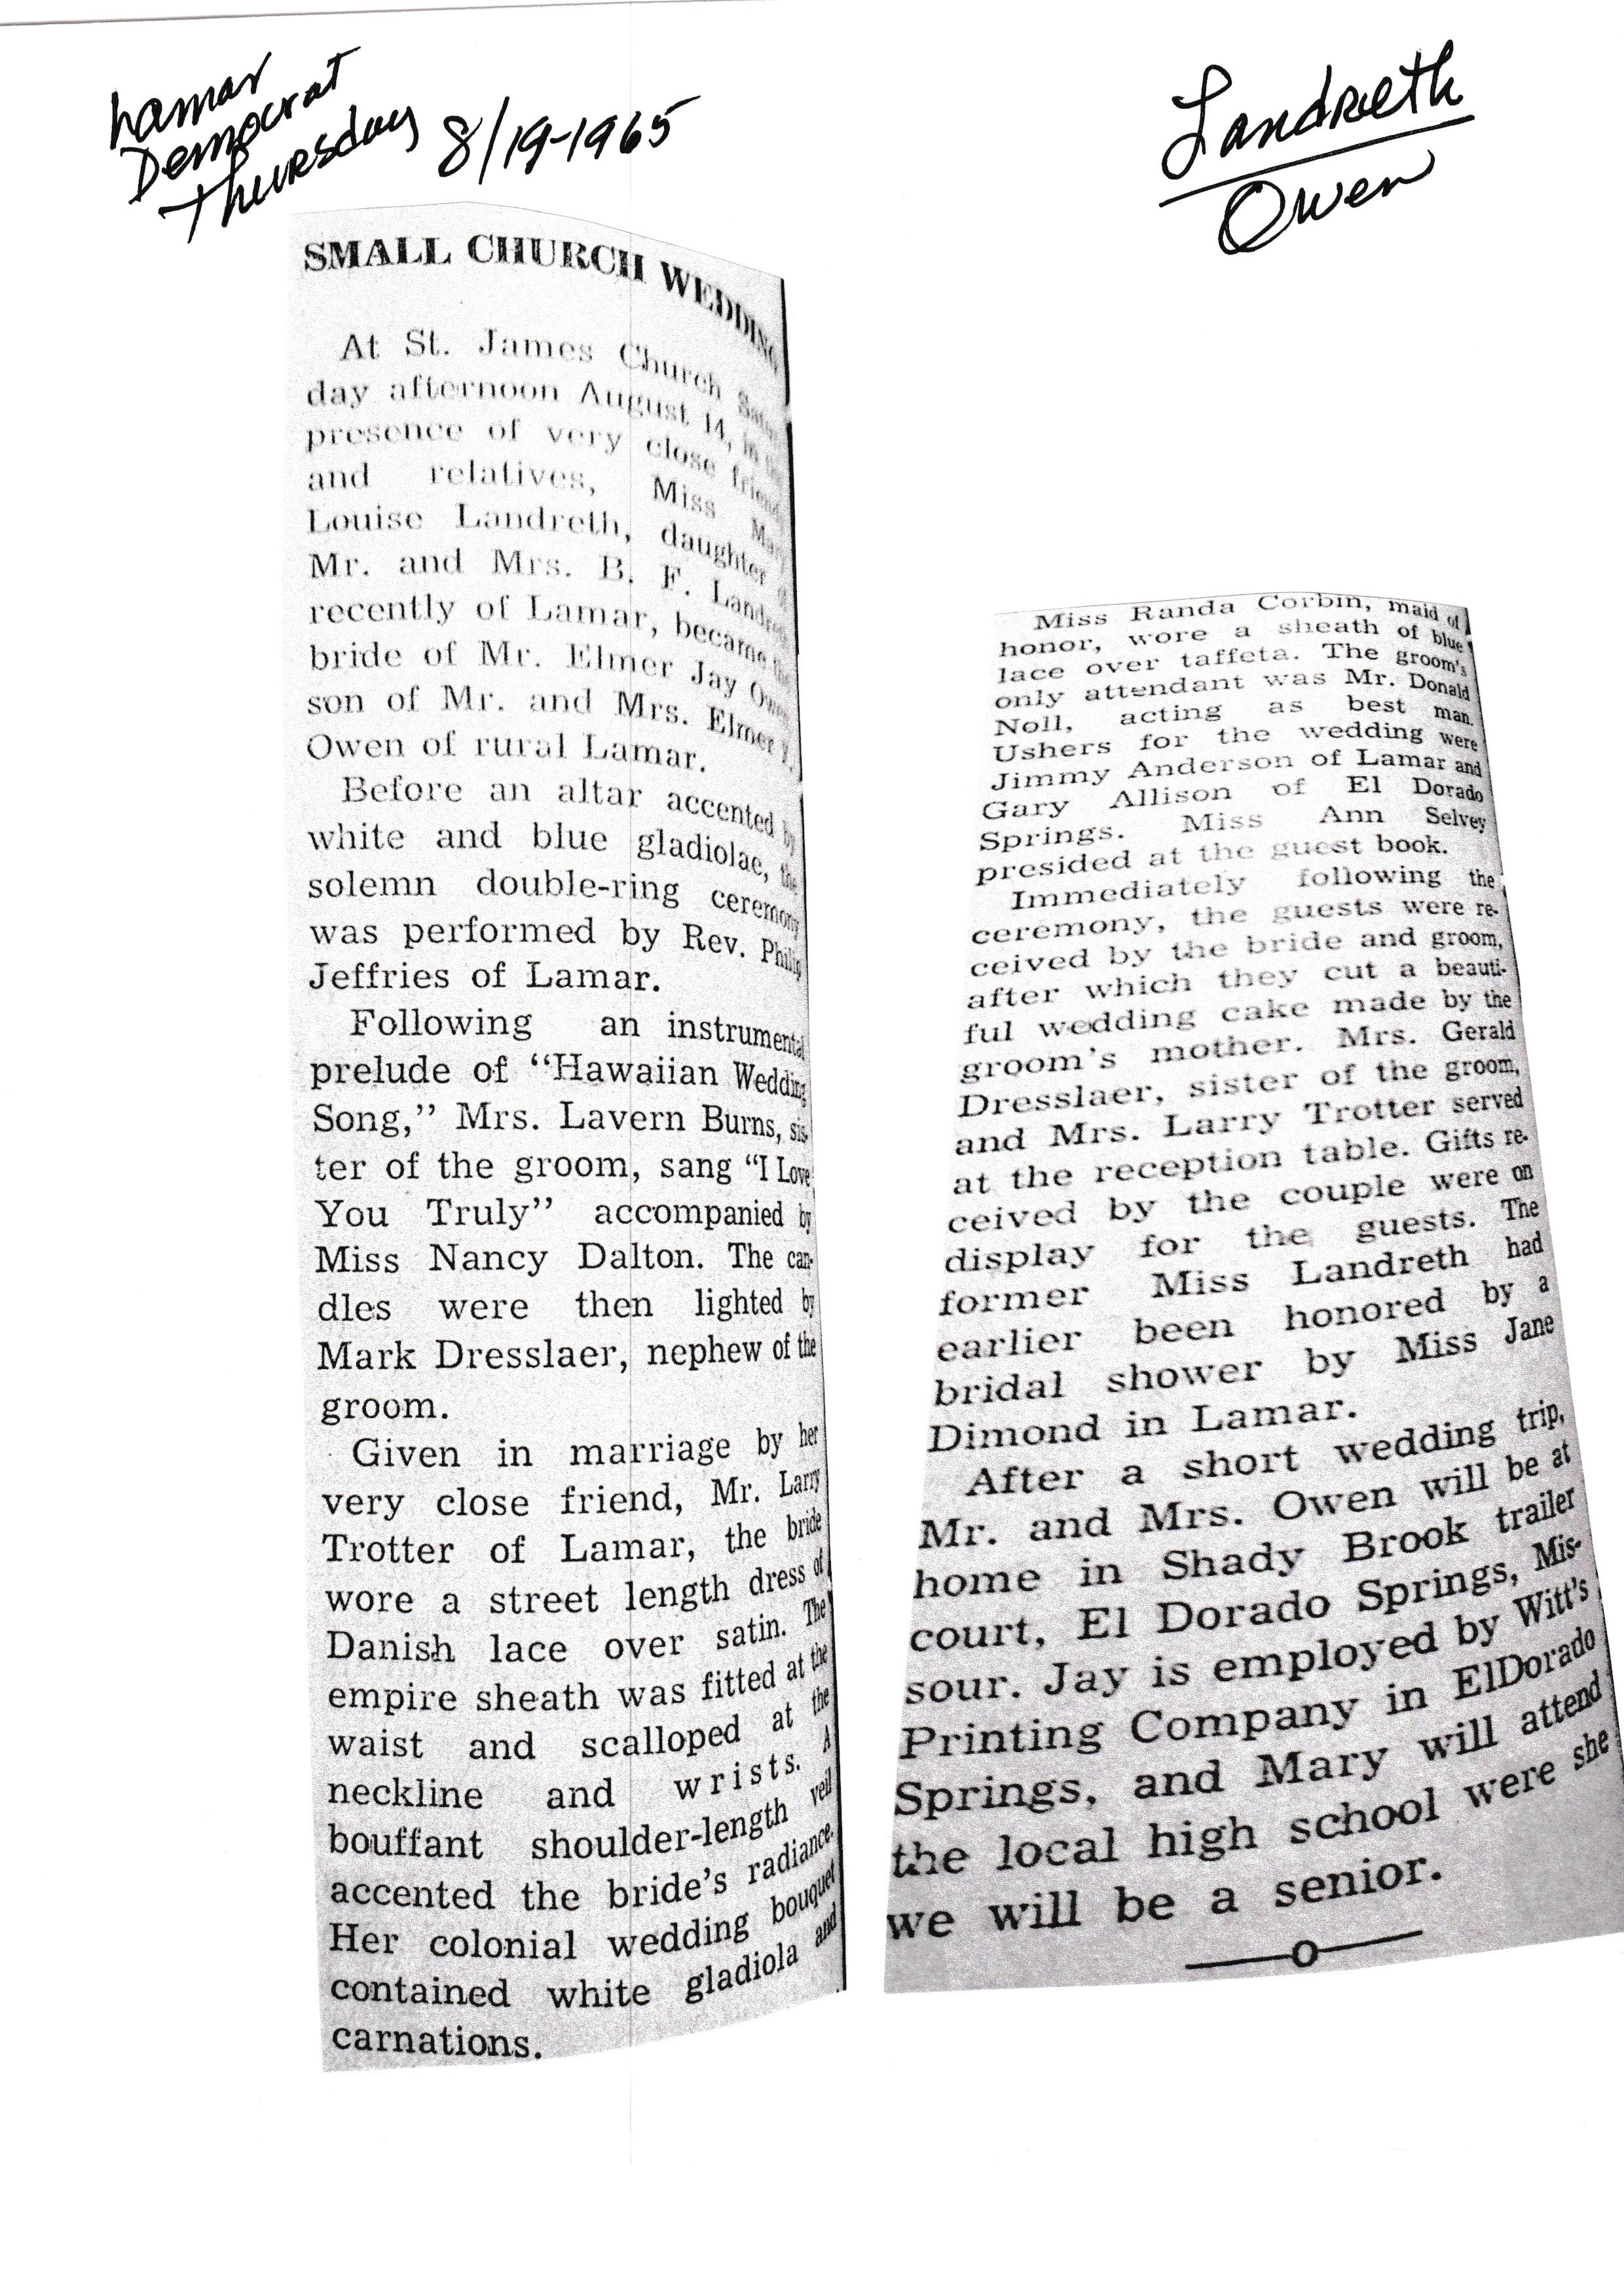 Lamar
Democrat
Thursday 8/19-1965
Landreth
Owen
SMALL CHURCH WEDDING
At St. James Church Satur
day afternoon August 14, in the
presence of very close friends
and relatives, Miss Mary
Louise Landreth, daughter of
Mr. and Mrs. B. F. Landreth
recently of Lamar, became the
bride of Mr. Elmer Jay Owen
son of Mr. and Mrs. Elmer
Owen of rural Lamar.
Before an altar accented by
white and blue gladiolae, the
solemn double-ring ceremony
was performed by Rev. Philip
Jeffries of Lamar.
Following an instrumental
prelude of “Hawaiian Wedding
Song,” Mrs. Lavern Burns, sis-
ter of the groom, sang “I Love
You Truly” accompanied by
Miss Nancy Dalton. The can-
dles were then lighted by
Mark Dresslaer, nephew of the
groom.
Given in marriage by her
very close friend, Mr. Larry
Trotter of Lamar, the bride
wore a street length dress of
Danish lace over satin. The
empire sheath was fitted at the
waist and scalloped at the
neckline and wrists. A
bouffant shoulder-length veil
accented the bride’s radiance.
Her colonial wedding bouquet
contained white gladiola and
carnations.
Miss Randa Corbin, maid of
honor, wore a sheath of blue
lace over taffeta. The groom’s
only attendant was Mr. Donald
Noll, acting as best man.
Ushers for the wedding were
Jimmy Anderson of Lamar and
Gary Allison of El Dorado
Springs. Miss Ann Selvey
presided at the guest book.
Immediately following the
ceremony, the guests were re-
ceived by the bride and groom,
after which they cut a beauti-
ful wedding cake made by the
groom’s mother. Mrs. Gerald
Dresslaer, sister of the groom,
and Mrs. Larry Trotter served
at the reception table. Gifts re-
ceived by the couple were on
display for the guests. The
former Miss Landreth had
earlier been honored by a
bridal shower by Miss Jane
Dimond in Lamar.
After a short wedding trip,
Mr. and Mrs. Owen will be at
home in Shady Brook trailer
court, El Dorado Springs, Mis-
sour. Jay is employed by Witt’s
Printing Company in ElDorado
Springs, and Mary will attend
the local high school were she
we will be a senior.